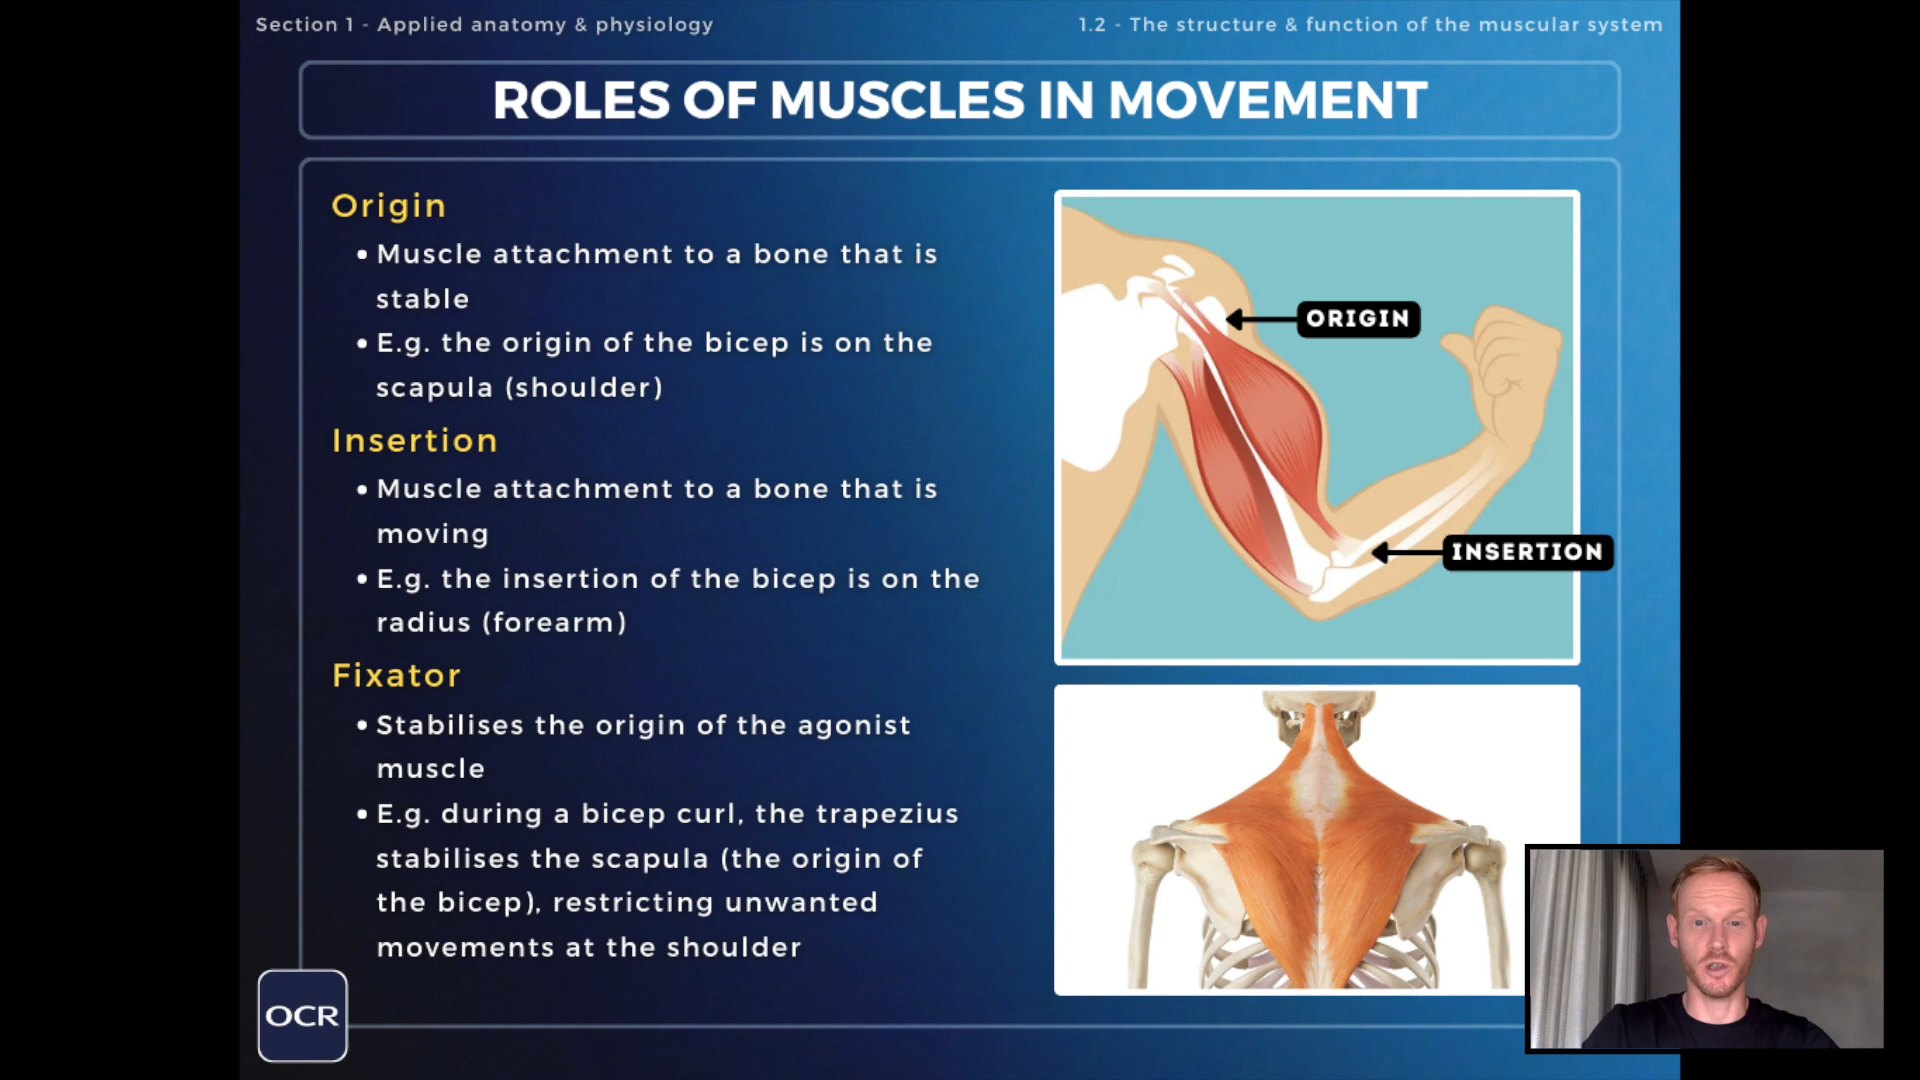 Section 1 - Applied anatomy & physiology
1.2 - The structure & function of the muscular system
ROLES OF MUSCLES IN MOVEMENT
Origin
• Muscle attachment to a bone that is
stable
• E.g. the origin of the bicep is on the
scapula (shoulder)
Insertion
• Muscle attachment to a bone that is
moving
• E.g. the insertion of the bicep is on the
radius (forearm)
Fixator
• Stabilises the origin of the agonist
muscle
• E.g. during a bicep curl, the trapezius
stabilises the scapula (the origin of
the bicep), restricting unwanted
movements at the shoulder
ORIGIN
INSERTION
OCR